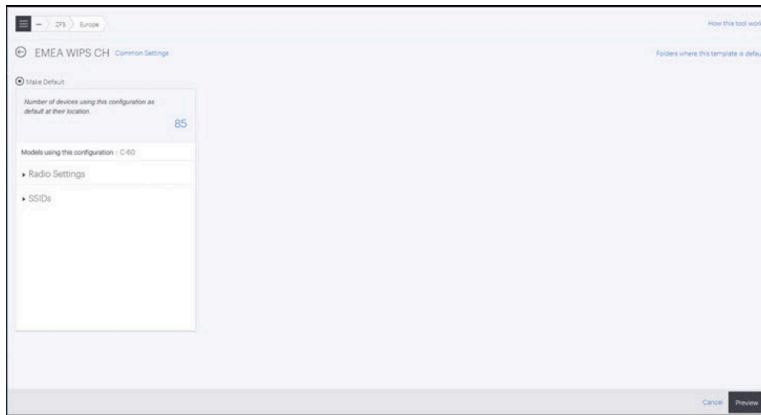 ZFS Europe
How this tool work
EMEA WIPS CH Common Settings
Folders where this template is defau
Make Default
Number of devices using this configuration as
default at their location.
85
Models using this configuration : C-60
Radio Settings
SSIDs
Cancel Preview